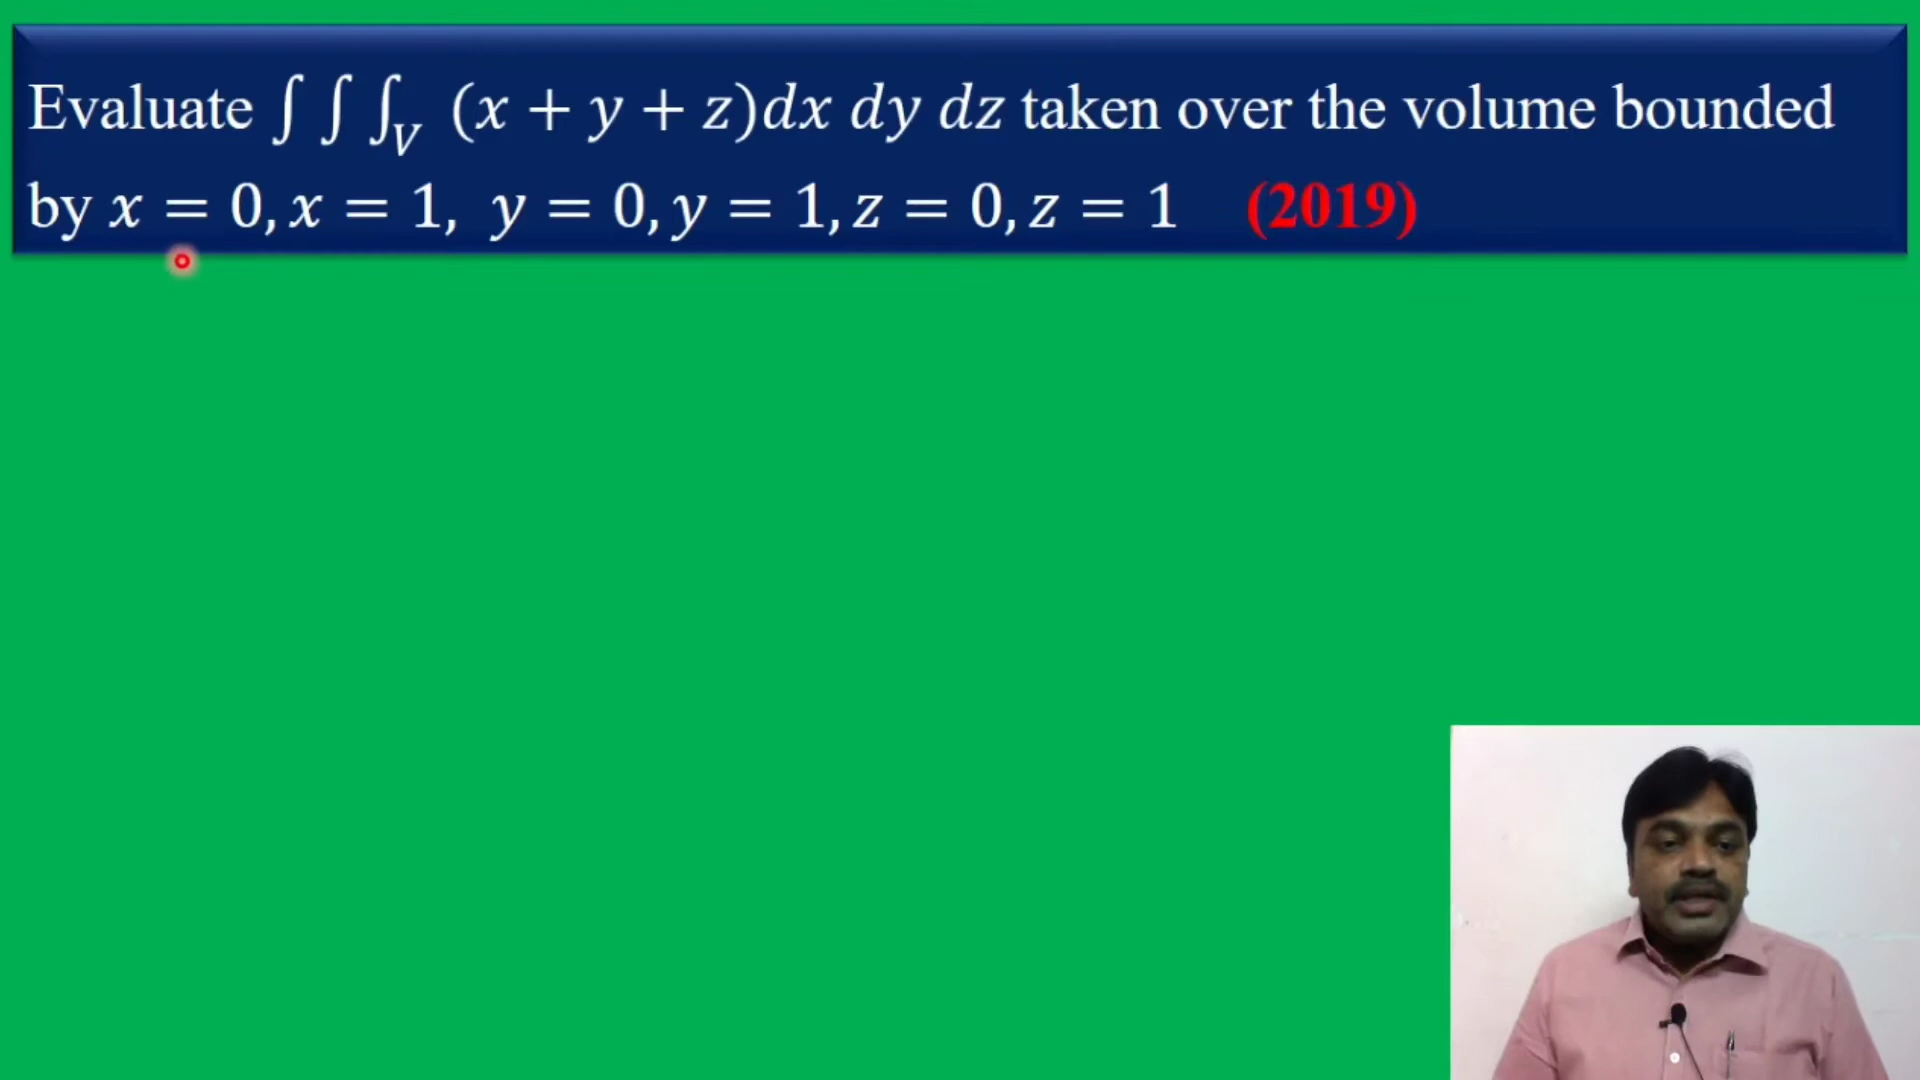 Evaluate ∫ ∫ ∫_V (x + y + z)dx dy dz taken over the volume bounded
by x = 0, x = 1, y = 0, y = 1, z = 0, z = 1 (2019)